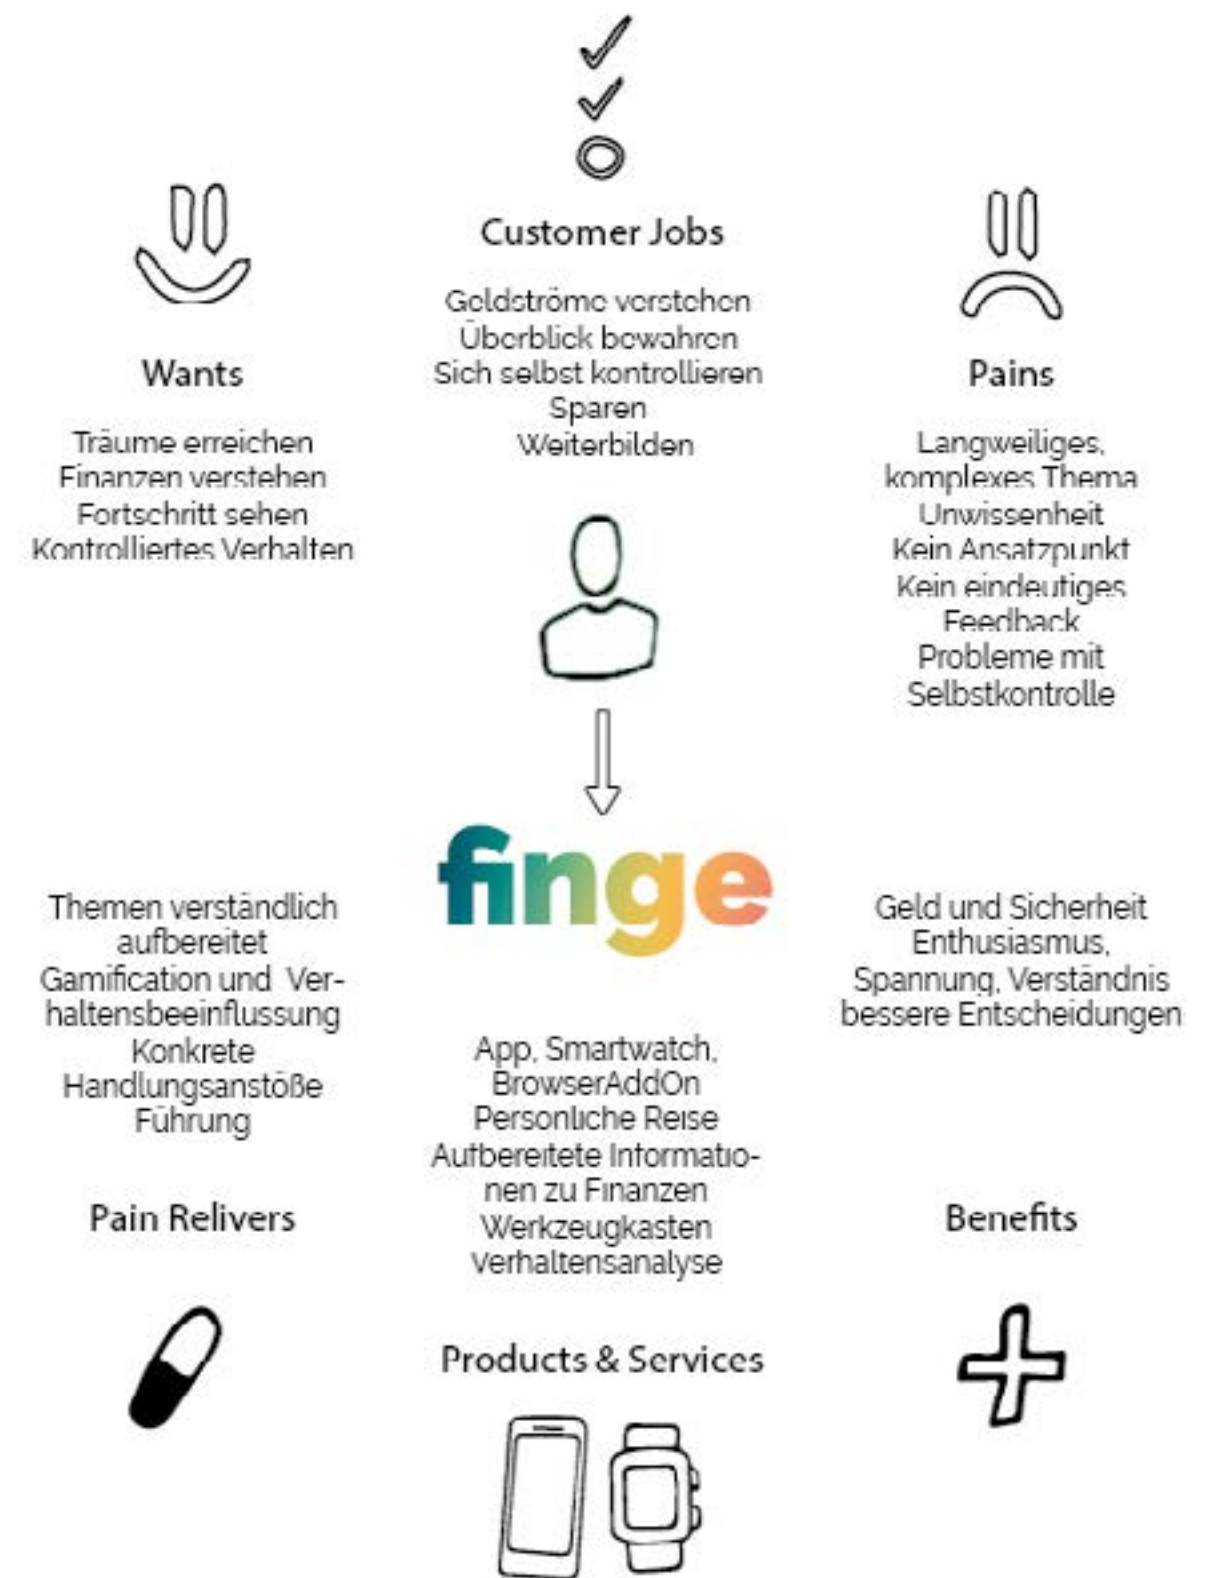 Customer Jobs
Geldströme verstehen
Überblick bewahren
Sich selbst kontrollieren
Sparen
Weiterbilden
Wants
Träume erreichen
Finanzen verstehen
Fortschritt sehen
Kontrolliertes Verhalten
Pains
Langweiliges,
komplexes Thema
Unwissenheit
Kein Ansatzpunkt
Kein eindeutiges
Feedback
Probleme mit
Selbstkontrolle
finge
Themen verständlich
aufbereitet
Gamification und Ver-
haltensbeeinflussung
Konkrete
Handlungsanstöße
Führung
Pain Relivers
App, Smartwatch,
BrowserAddOn
Persönliche Reise
Aufbereitete Informatio-
nen zu Finanzen
Werkzeugkasten
Verhaltensanalyse
Products & Services
Geld und Sicherheit
Enthusiasmus,
Spannung, Verständnis
bessere Entscheidungen
Benefits